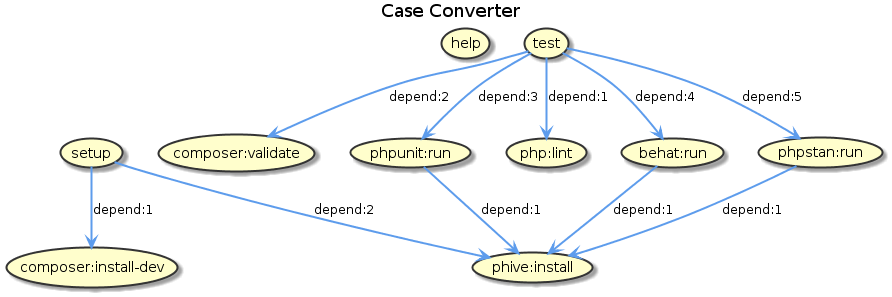 Case Converter
help
test
depend:2
depend:3
depend:1
depend:4
depend:5
setup
composer:validate
phpunit:run
php:lint
behat:run
phpstan:run
depend:1
depend:2
depend:1
depend:1
depend:1
composer:install-dev
phive:install